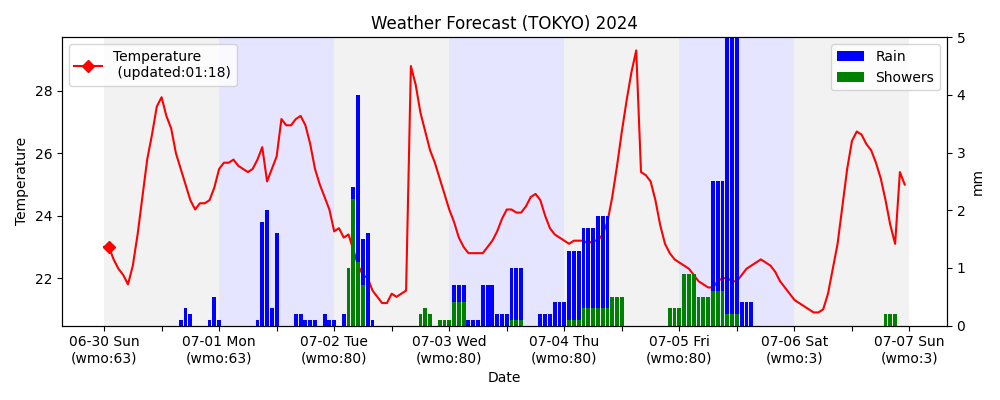 Weather Forecast (TOKYO) 2024
Temperature
(updated:01:18)
Rain
Showers
28
26
24
22
Temperature
5
4
3
2
1
0
mm
06-30 Sun
(wmo:63)
07-01 Mon
(wmo:63)
07-02 Tue
(wmo:80)
07-03 Wed
(wmo:80)
07-04 Thu
(wmo:80)
07-05 Fri
(wmo:80)
07-06 Sat
(wmo:3)
07-07 Sun
(wmo:3)
Date